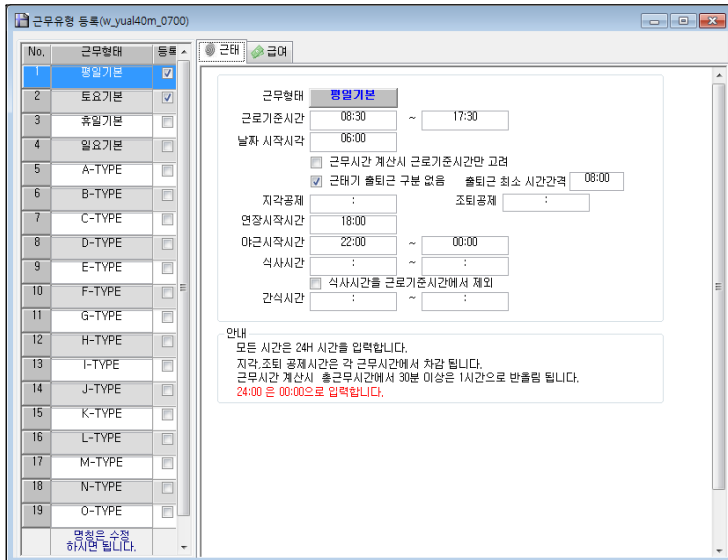 근무유형 등록(w_yual40m_0700)
No, 근무형태 등록
1 평일기본
2 토요기본
3 휴일기본
4 일요기본
5 A-TYPE
6 B-TYPE
7 C-TYPE
8 D-TYPE
9 E-TYPE
10 F-TYPE
11 G-TYPE
12 H-TYPE
13 I-TYPE
14 J-TYPE
15 K-TYPE
16 L-TYPE
17 M-TYPE
18 N-TYPE
19 O-TYPE
명칭은 수정
하시면 됩니다.
근태 급여
근무형태 평일기본
근로기준시간 08:30 ~ 17:30
날짜 시작시각 06:00
근무시간 계산시 근로기준시간만 고려
근태기 출퇴근 구분 없음 출퇴근 최소 시간간격 08:00
지각공제 : 조퇴공제 :
연장시작시간 18:00
야근시작시간 22:00 ~ 00:00
식사시간 : ~ :
식사시간을 근로기준시간에서 제외
간식시간 : ~ :
안내
모든 시간은 24H 시간을 입력합니다.
지각,조퇴 공제시간은 각 근무시간에서 차감 됩니다.
근무시간 계산시 총근무시간에서 30분 이상은 1시간으로 반올림 됩니다.
24:00 은 00:00으로 입력합니다.